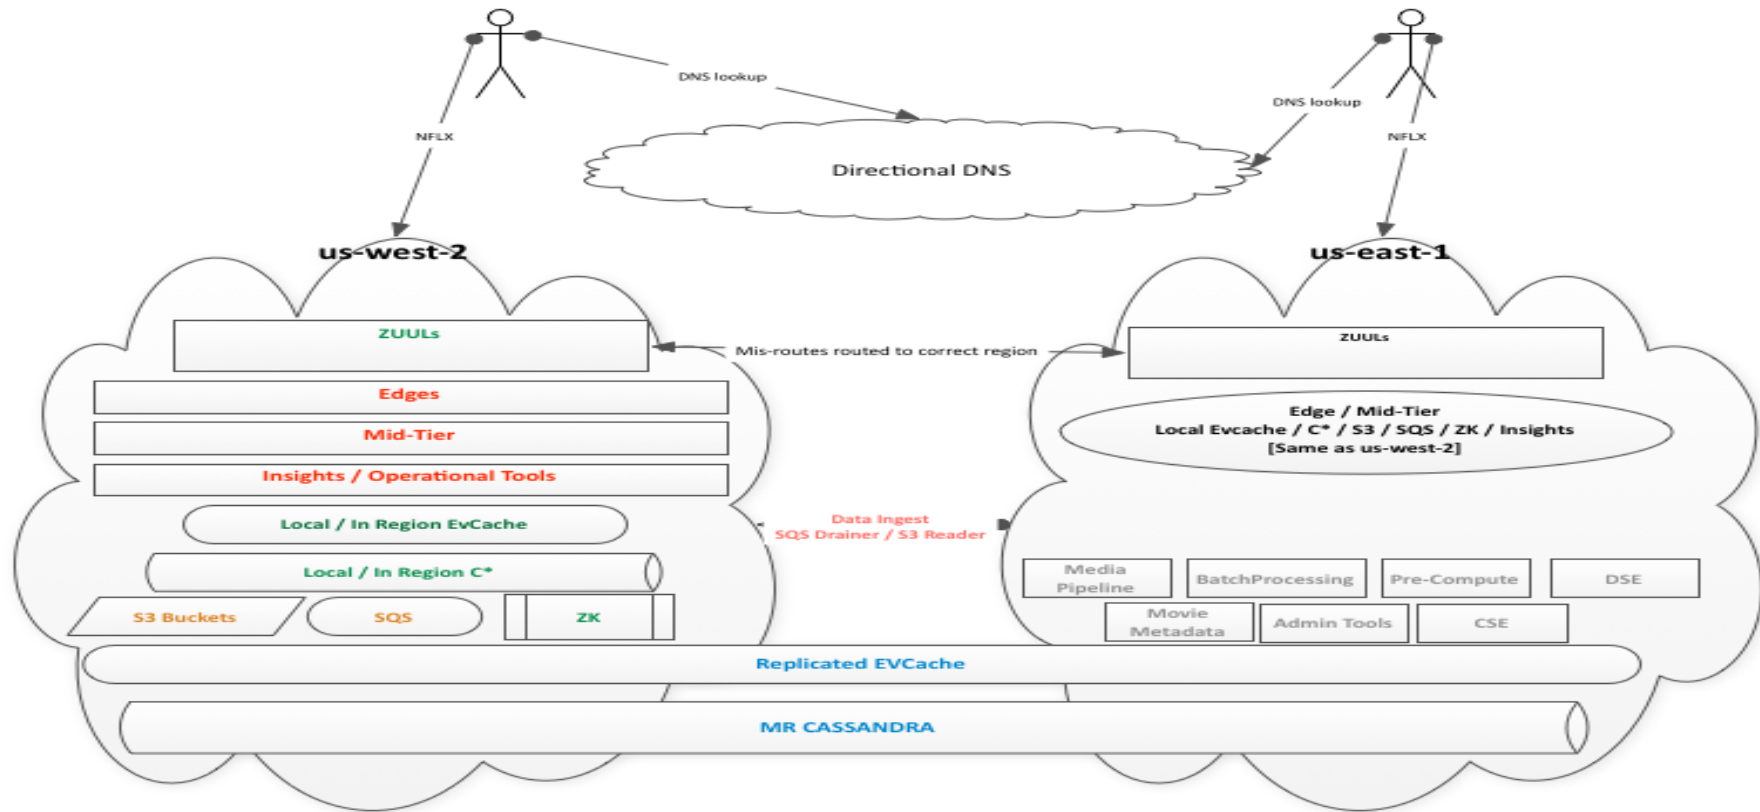 DNS lookup
DNS lookup
NFLX
NFLX
Directional DNS
us-west-2
us-east-1
ZUULs
ZUULs
Mis-routes routed to correct region
Edges
Mid-Tier
Insights / Operational Tools
Edge / Mid-Tier
Local Evcache / C* / S3 / SQS / ZK / Insights
[Same as us-west-2]
Local / In Region EvCache
Data Ingest
SQS Drainer / S3 Reader
Local / In Region C*
Media
Pipeline
BatchProcessing
Pre-Compute
DSE
S3 Buckets
SQS
ZK
Movie
Metadata
Admin Tools
CSE
Replicated EVCache
MR CASSANDRA